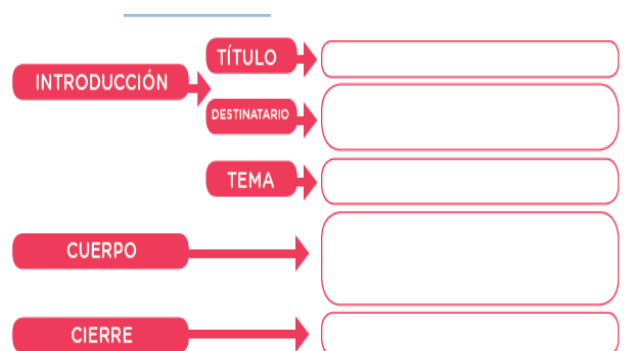 TÍTULO
INTRODUCCIÓN
DESTINATARIO
TEMA
CUERPO
CIERRE